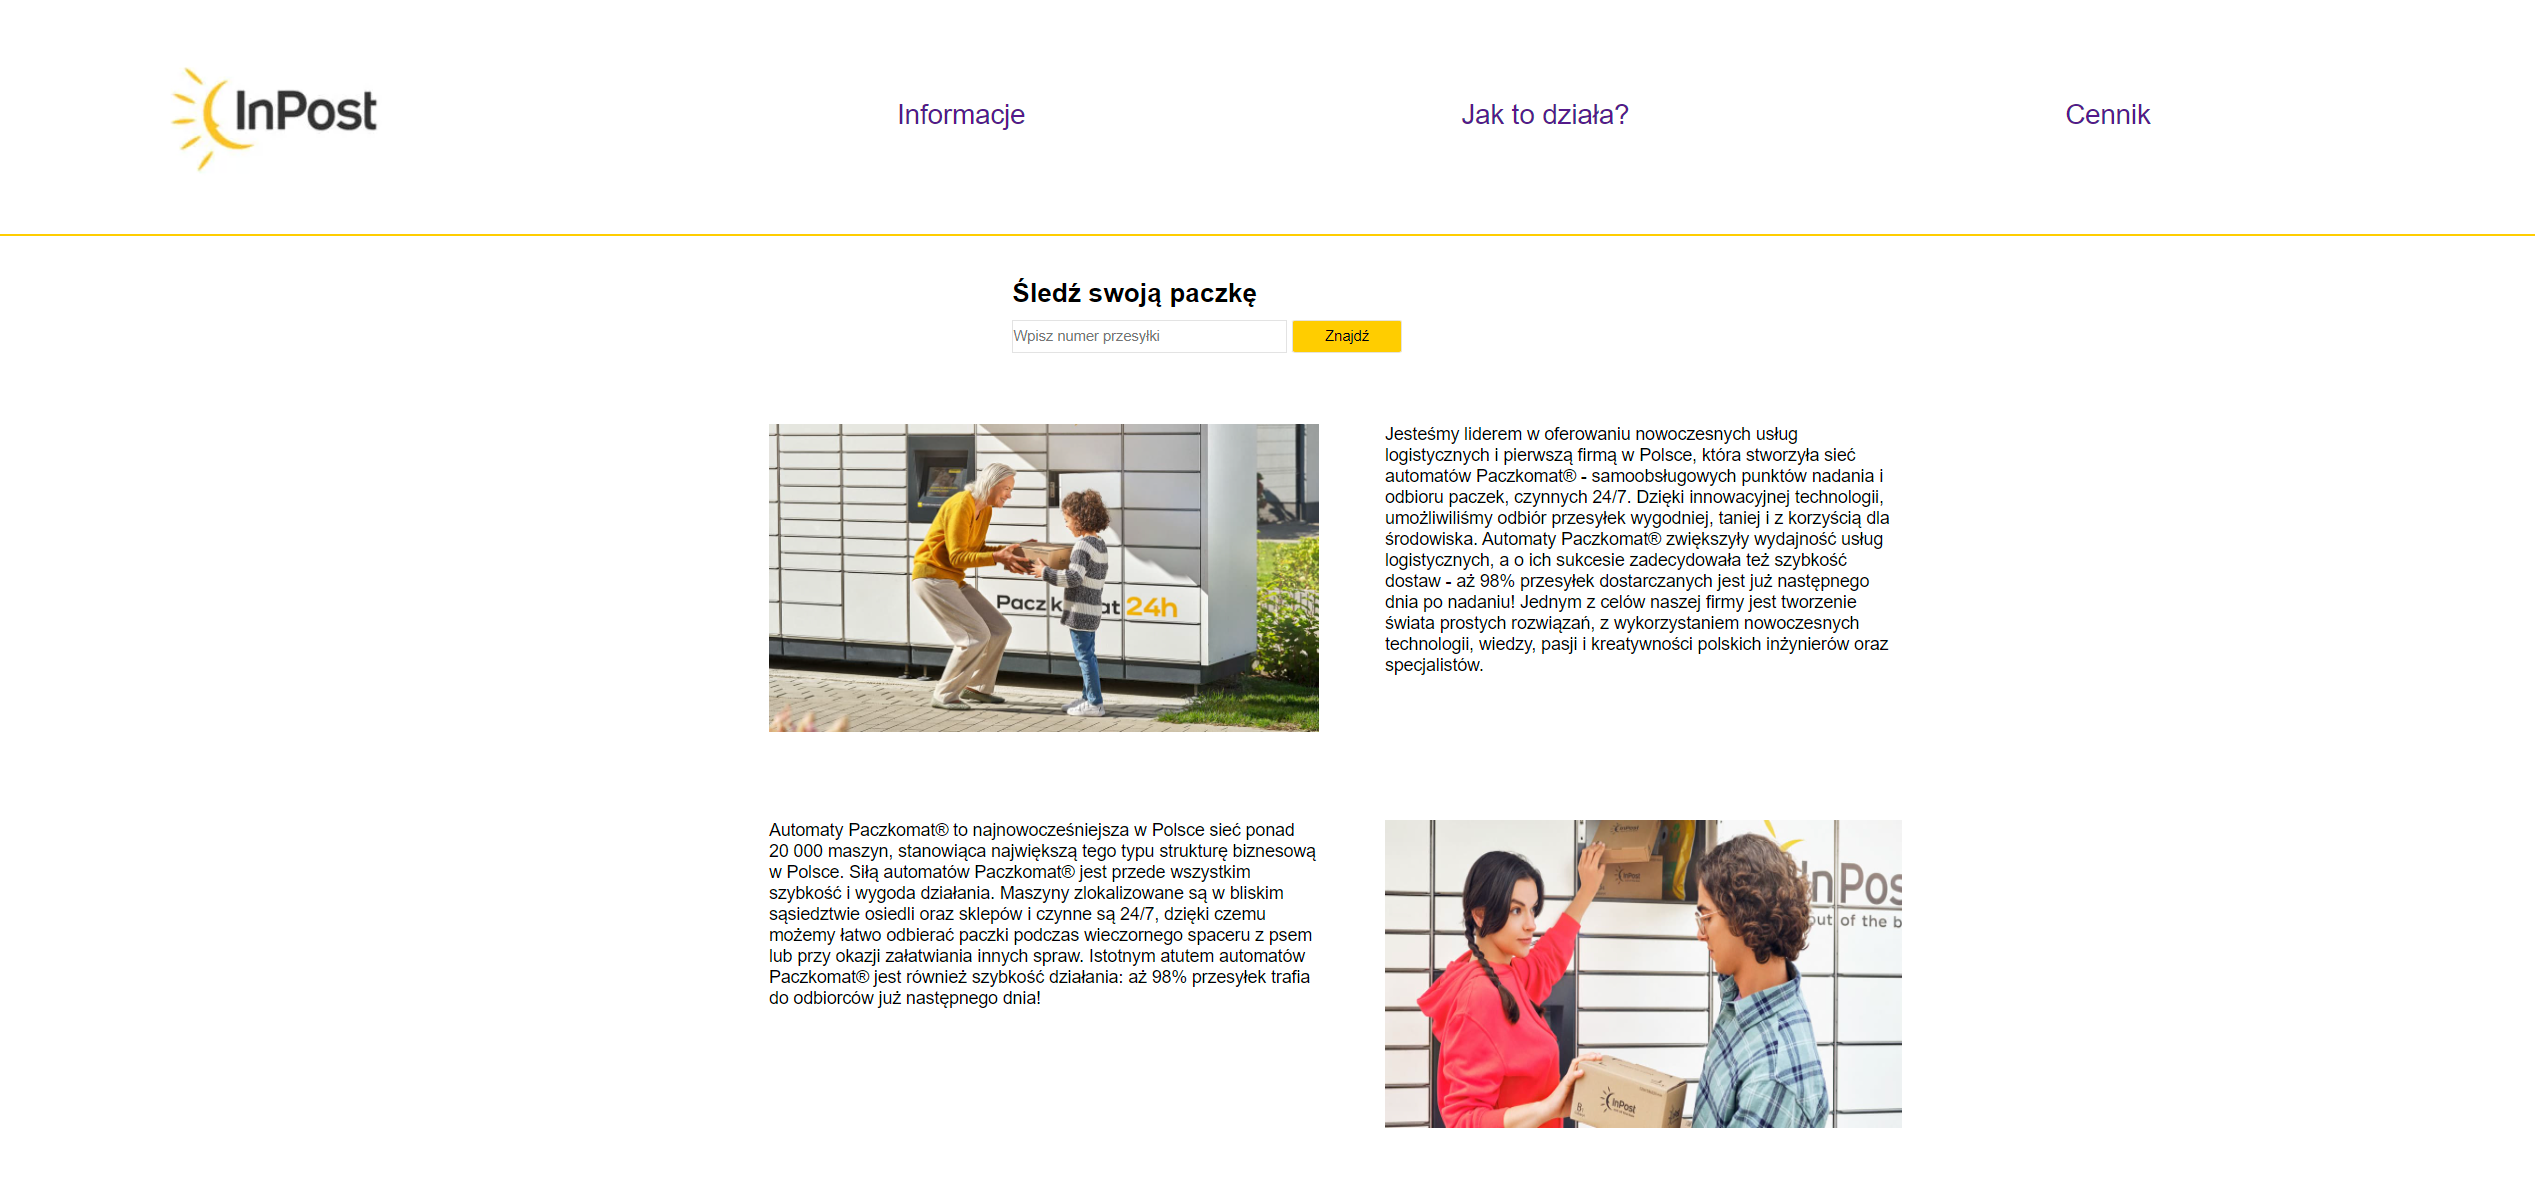 InPost
Informacje
Jak to działa?
Cennik
Śledź swoją paczkę
Wpisz numer przesyłki
Znajdź
Paczk at 24h
Jesteśmy liderem w oferowaniu nowoczesnych usług
logistycznych i pierwszą firmą w Polsce, która stworzyła sieć
automatów Paczkomat® - samoobsługowych punktów nadania i
odbioru paczek, czynnych 24/7. Dzięki innowacyjnej technologii,
umożliwiliśmy odbiór przesyłek wygodniej, taniej i z korzyścią dla
środowiska. Automaty Paczkomat® zwiększyły wydajność usług
logistycznych, a o ich sukcesie zadecydowała też szybkość
dostaw - aż 98% przesyłek dostarczanych jest już następnego
dnia po nadaniu! Jednym z celów naszej firmy jest tworzenie
świata prostych rozwiązań, z wykorzystaniem nowoczesnych
technologii, wiedzy, pasji i kreatywności polskich inżynierów oraz
specjalistów.
Automaty Paczkomat® to najnowocześniejsza w Polsce sieć ponad
20 000 maszyn, stanowiąca największą tego typu strukturę biznesową
w Polsce. Siłą automatów Paczkomat® jest przede wszystkim
szybkość i wygoda działania. Maszyny zlokalizowane są w bliskim
sąsiedztwie osiedli oraz sklepów i czynne są 24/7, dzięki czemu
możemy łatwo odbierać paczki podczas wieczornego spaceru z psem
lub przy okazji załatwiania innych spraw. Istotnym atutem automatów
Paczkomat® jest również szybkość działania: aż 98% przesyłek trafia
do odbiorców już następnego dnia!
InPost
InPost
InPos
out of the b
InPost